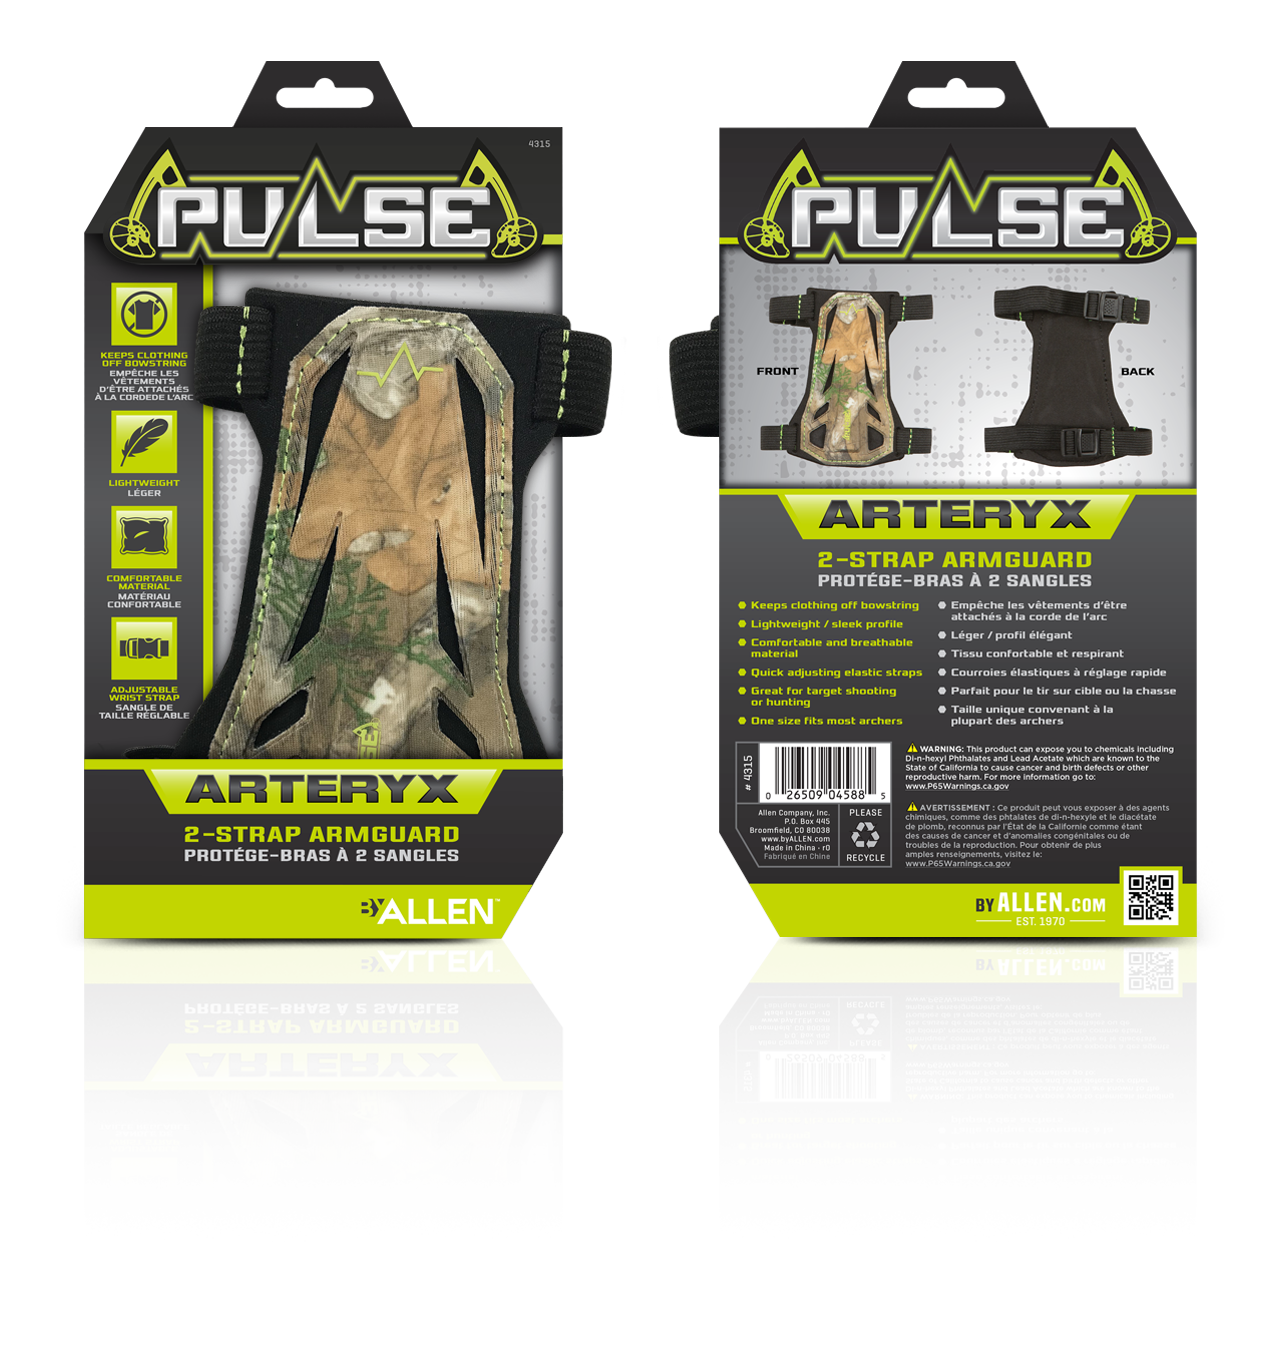 4315
PULSE
KEEPS CLOTHING
OFF BOWSTRING
EMPÊCHE LES
VÊTEMENTS
D'ÊTRE ATTACHÉS
À LA CORDEDE L'ARC
LIGHTWEIGHT
LÉGER
COMFORTABLE
MATERIAL
MATÉRIAU
CONFORTABLE
ADJUSTABLE
WRIST STRAP
SANGLE DE
TAILLE RÉGLABLE
ARTERYX
2-STRAP ARMGUARD
PROTÉGE-BRAS À 2 SANGLES
BY ALLEN™
PULSE
FRONT
BACK
ARTERYX
2-STRAP ARMGUARD
PROTÉGE-BRAS À 2 SANGLES
Keeps clothing off bowstring
Lightweight / sleek profile
Comfortable and breathable
material
Quick adjusting elastic straps
Great for target shooting
or hunting
One size fits most archers
Empêche les vêtements d'être
attachés à la corde de l'arc
Léger / profil élégant
Tissu confortable et respirant
Courroies élastiques à réglage rapide
Parfait pour le tir sur cible ou la chasse
Taille unique convenant à la
plupart des archers
# 4315
0 26509 04588 5
Allen Company, Inc.
P.O. Box 445
Broomfield, CO 80038
www.byALLEN.com
Made in China - r0
Fabriqué en Chine
PLEASE
RECYCLE
WARNING: This product can expose you to chemicals including
Di-n-hexyl Phthalates and Lead Acetate which are known to the
State of California to cause cancer and birth defects or other
reproductive harm. For more information go to:
www.P65Warnings.ca.gov
AVERTISSEMENT : Ce produit peut vous exposer à des agents
chimiques, comme des phtalates de di-n-hexyle et le diacétate
de plomb, reconnus par l'État de la Californie comme étant
des causes de cancer et d'anomalies congénitales ou de
troubles de la reproduction. Pour obtenir de plus
amples renseignements, visitez le:
www.P65Warnings.ca.gov
BY ALLEN.COM
EST. 1970